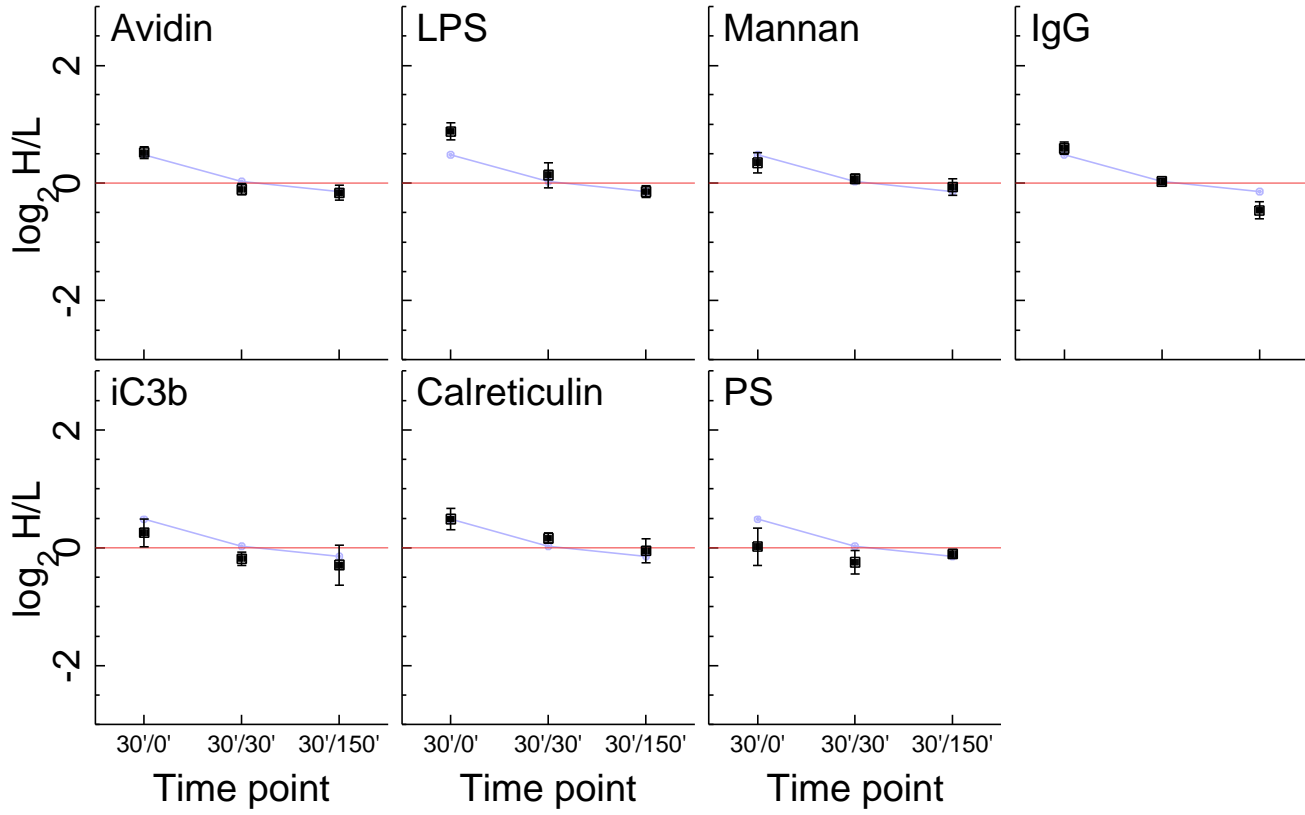 Avidin LPS Mannan IgG
2
0
-2
log2 H/L
iC3b Calreticulin PS
2
0
-2
log2 H/L
30'/0' 30'/30' 30'/150' 30'/0' 30'/30' 30'/150' 30'/0' 30'/30' 30'/150'
Time point Time point Time point